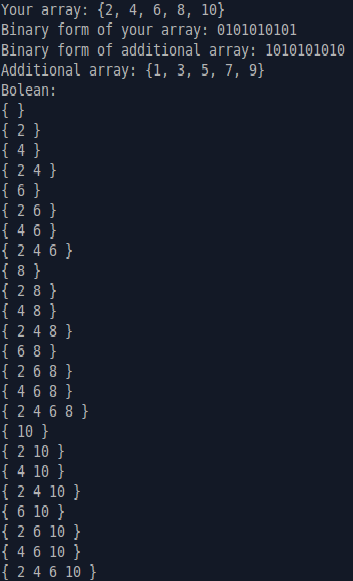 Your array: {2, 4, 6, 8, 10}
Binary form of your array: 0101010101
Binary form of additional array: 1010101010
Additional array: {1, 3, 5, 7, 9}
Bolean:
{ }
{ 2 }
{ 4 }
{ 2 4 }
{ 6 }
{ 2 6 }
{ 4 6 }
{ 2 4 6 }
{ 8 }
{ 2 8 }
{ 4 8 }
{ 2 4 8 }
{ 6 8 }
{ 2 6 8 }
{ 4 6 8 }
{ 2 4 6 8 }
{ 10 }
{ 2 10 }
{ 4 10 }
{ 2 4 10 }
{ 6 10 }
{ 2 6 10 }
{ 4 6 10 }
{ 2 4 6 10 }